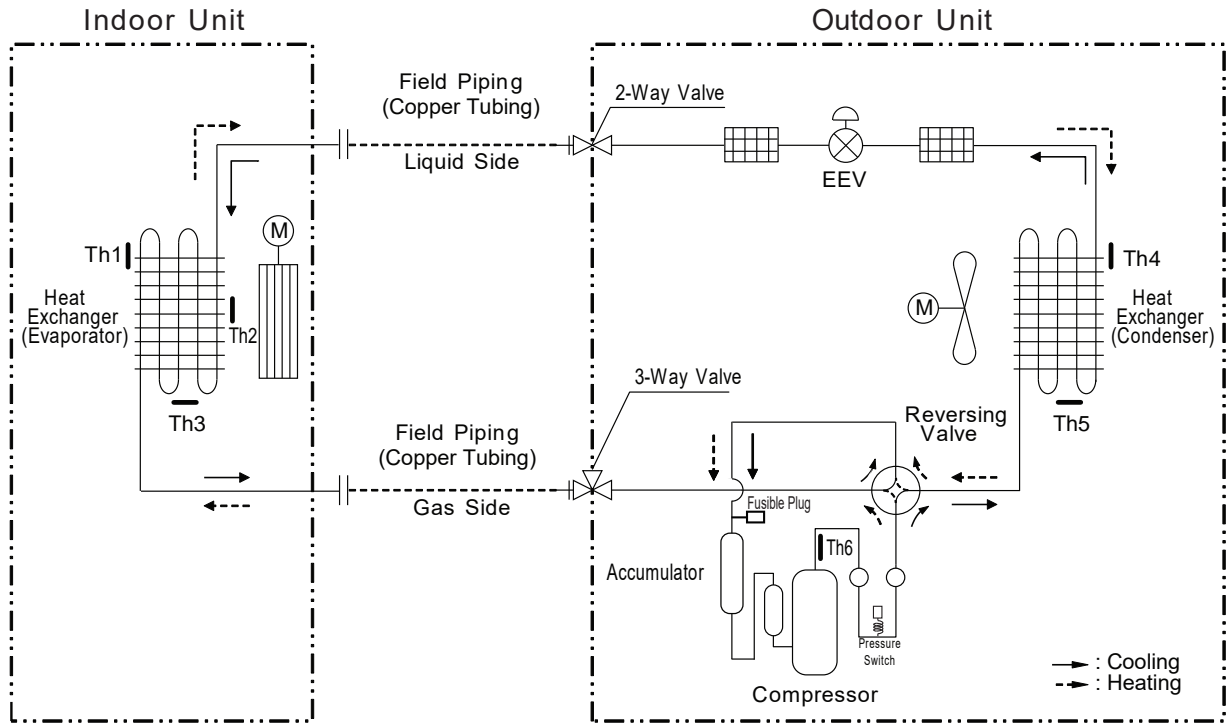 Indoor Unit
Outdoor Unit
Field Piping
(Copper Tubing)
Liquid Side
2-Way Valve
EEV
M
Th1
Th2
Th3
Heat
Exchanger
(Evaporator)
M
Th4
Th5
Heat
Exchanger
(Condenser)
3-Way Valve
Field Piping
(Copper Tubing)
Gas Side
Reversing
Valve
Fusible Plug
Th6
Accumulator
Pressure
Switch
Compressor
: Cooling
: Heating